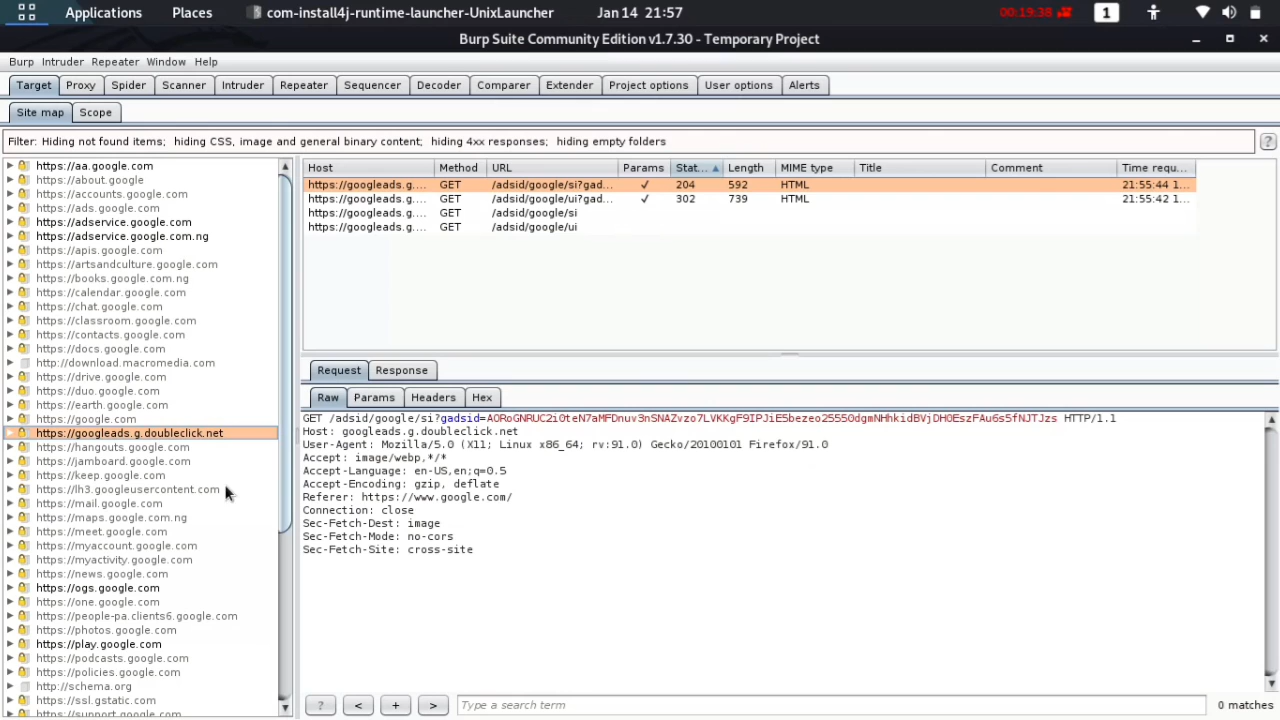 Applications Places com-install4j-runtime-launcher-UnixLauncher Jan 14 21:57 00:19:38 1
Burp Suite Community Edition v1.7.30 - Temporary Project
Burp Intruder Repeater Window Help
Target Proxy Spider Scanner Intruder Repeater Sequencer Decoder Comparer Extender Project options User options Alerts
Site map Scope
Filter: Hiding not found items; hiding CSS, image and general binary content; hiding 4xx responses; hiding empty folders ?
https://aa.google.com
https://about.google
https://accounts.google.com
https://ads.google.com
https://adservice.google.com
https://adservice.google.com.ng
https://apis.google.com
https://artsandculture.google.com
https://books.google.com.ng
https://calendar.google.com
https://chat.google.com
https://classroom.google.com
https://contacts.google.com
https://docs.google.com
http://download.macromedia.com
https://drive.google.com
https://duo.google.com
https://earth.google.com
https://google.com
https://googleads.g.doubleclick.net
https://hangouts.google.com
https://jamboard.google.com
https://keep.google.com
https://lh3.googleusercontent.com
https://mail.google.com
https://maps.google.com.ng
https://meet.google.com
https://myaccount.google.com
https://myactivity.google.com
https://news.google.com
https://ogs.google.com
https://one.google.com
https://people-pa.clients6.google.com
https://photos.google.com
https://play.google.com
https://podcasts.google.com
https://policies.google.com
http://schema.org
https://ssl.gstatic.com
https://support.google.com
Host Method URL Params Stat... Length MIME type Title Comment Time requ...
https://googleads.g.... GET /adsid/google/si?gad... ✓ 204 592 HTML 21:55:44 1...
https://googleads.g.... GET /adsid/google/ui?gad... ✓ 302 739 HTML 21:55:42 1...
https://googleads.g.... GET /adsid/google/si
https://googleads.g.... GET /adsid/google/ui
Request Response
Raw Params Headers Hex
GET /adsid/google/si?gadsid=AORoGNRUC2i0teN7aMFDnuv3nSNAZvzo7LVKKgF9IPJiE5bezeo25550dgmNHhkidBVjDH0EszFAu6s5fNJTJzs HTTP/1.1
Host: googleads.g.doubleclick.net
User-Agent: Mozilla/5.0 (X11; Linux x86_64; rv:91.0) Gecko/20100101 Firefox/91.0
Accept: image/webp,*/*
Accept-Language: en-US,en;q=0.5
Accept-Encoding: gzip, deflate
Referer: https://www.google.com/
Connection: close
Sec-Fetch-Dest: image
Sec-Fetch-Mode: no-cors
Sec-Fetch-Site: cross-site
? < + > Type a search term 0 matches